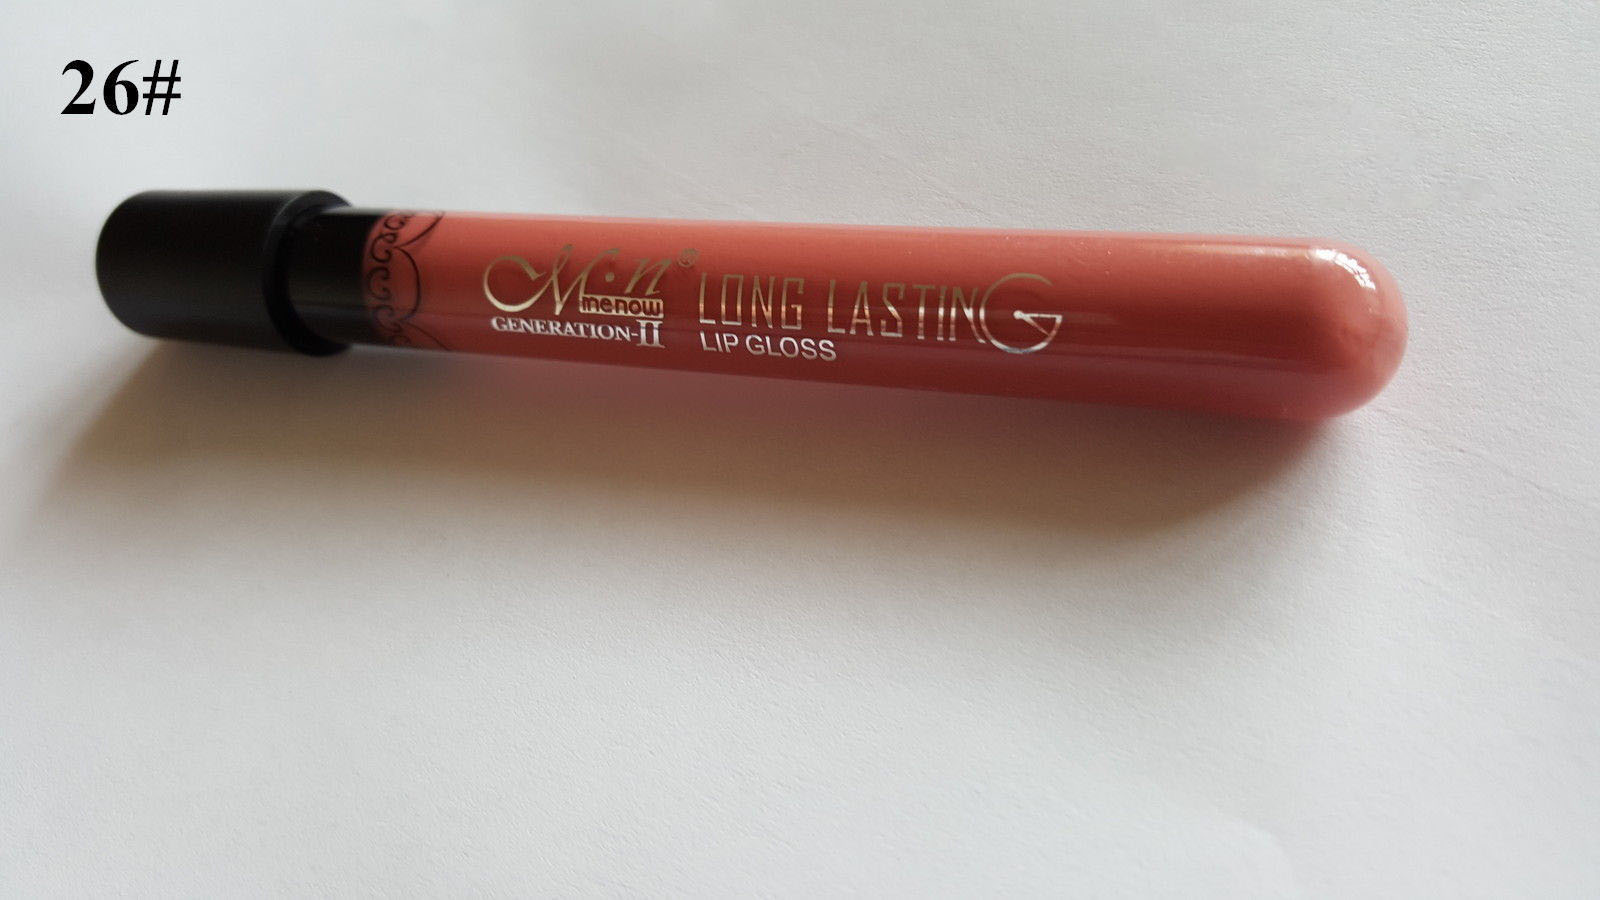 26#
M·n®
menow
GENERATION-II
LONG LASTING
LIP GLOSS